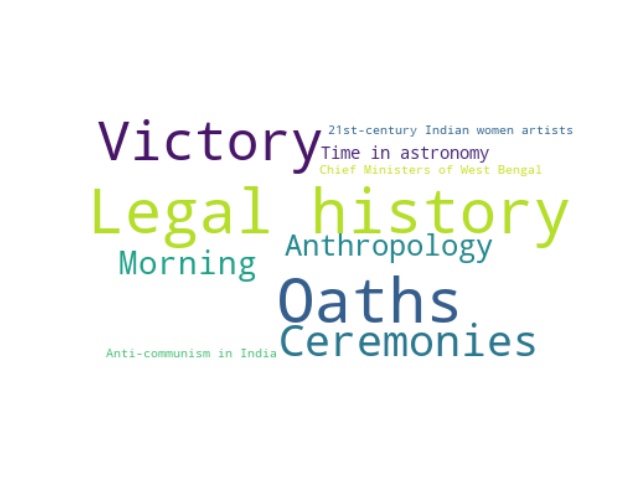 Victory
21st-century Indian women artists
Time in astronomy
Chief Ministers of West Bengal
Legal history
Anthropology
Morning
Oaths
Ceremonies
Anti-communism in India